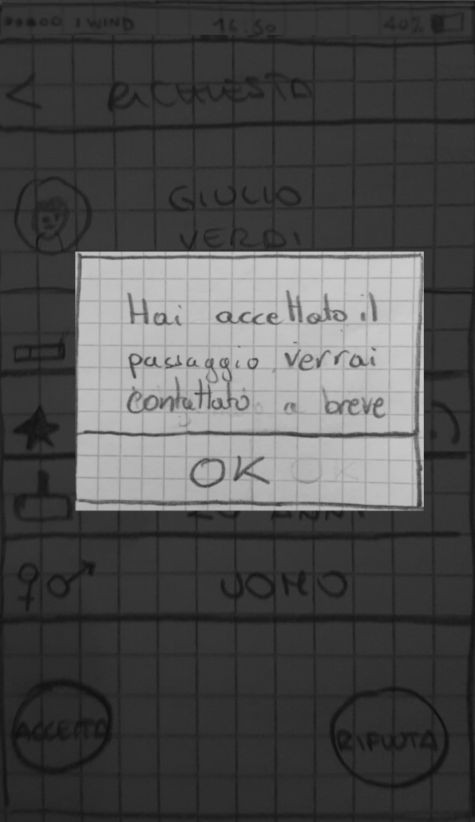 WIND 16:50 40%
< RICHIESTA
GIULIO
VERDI
Hai accettato il
passaggio verrai
contattato a breve
OK
ANNI
UOMO
ACCETTA
RIFIUTA